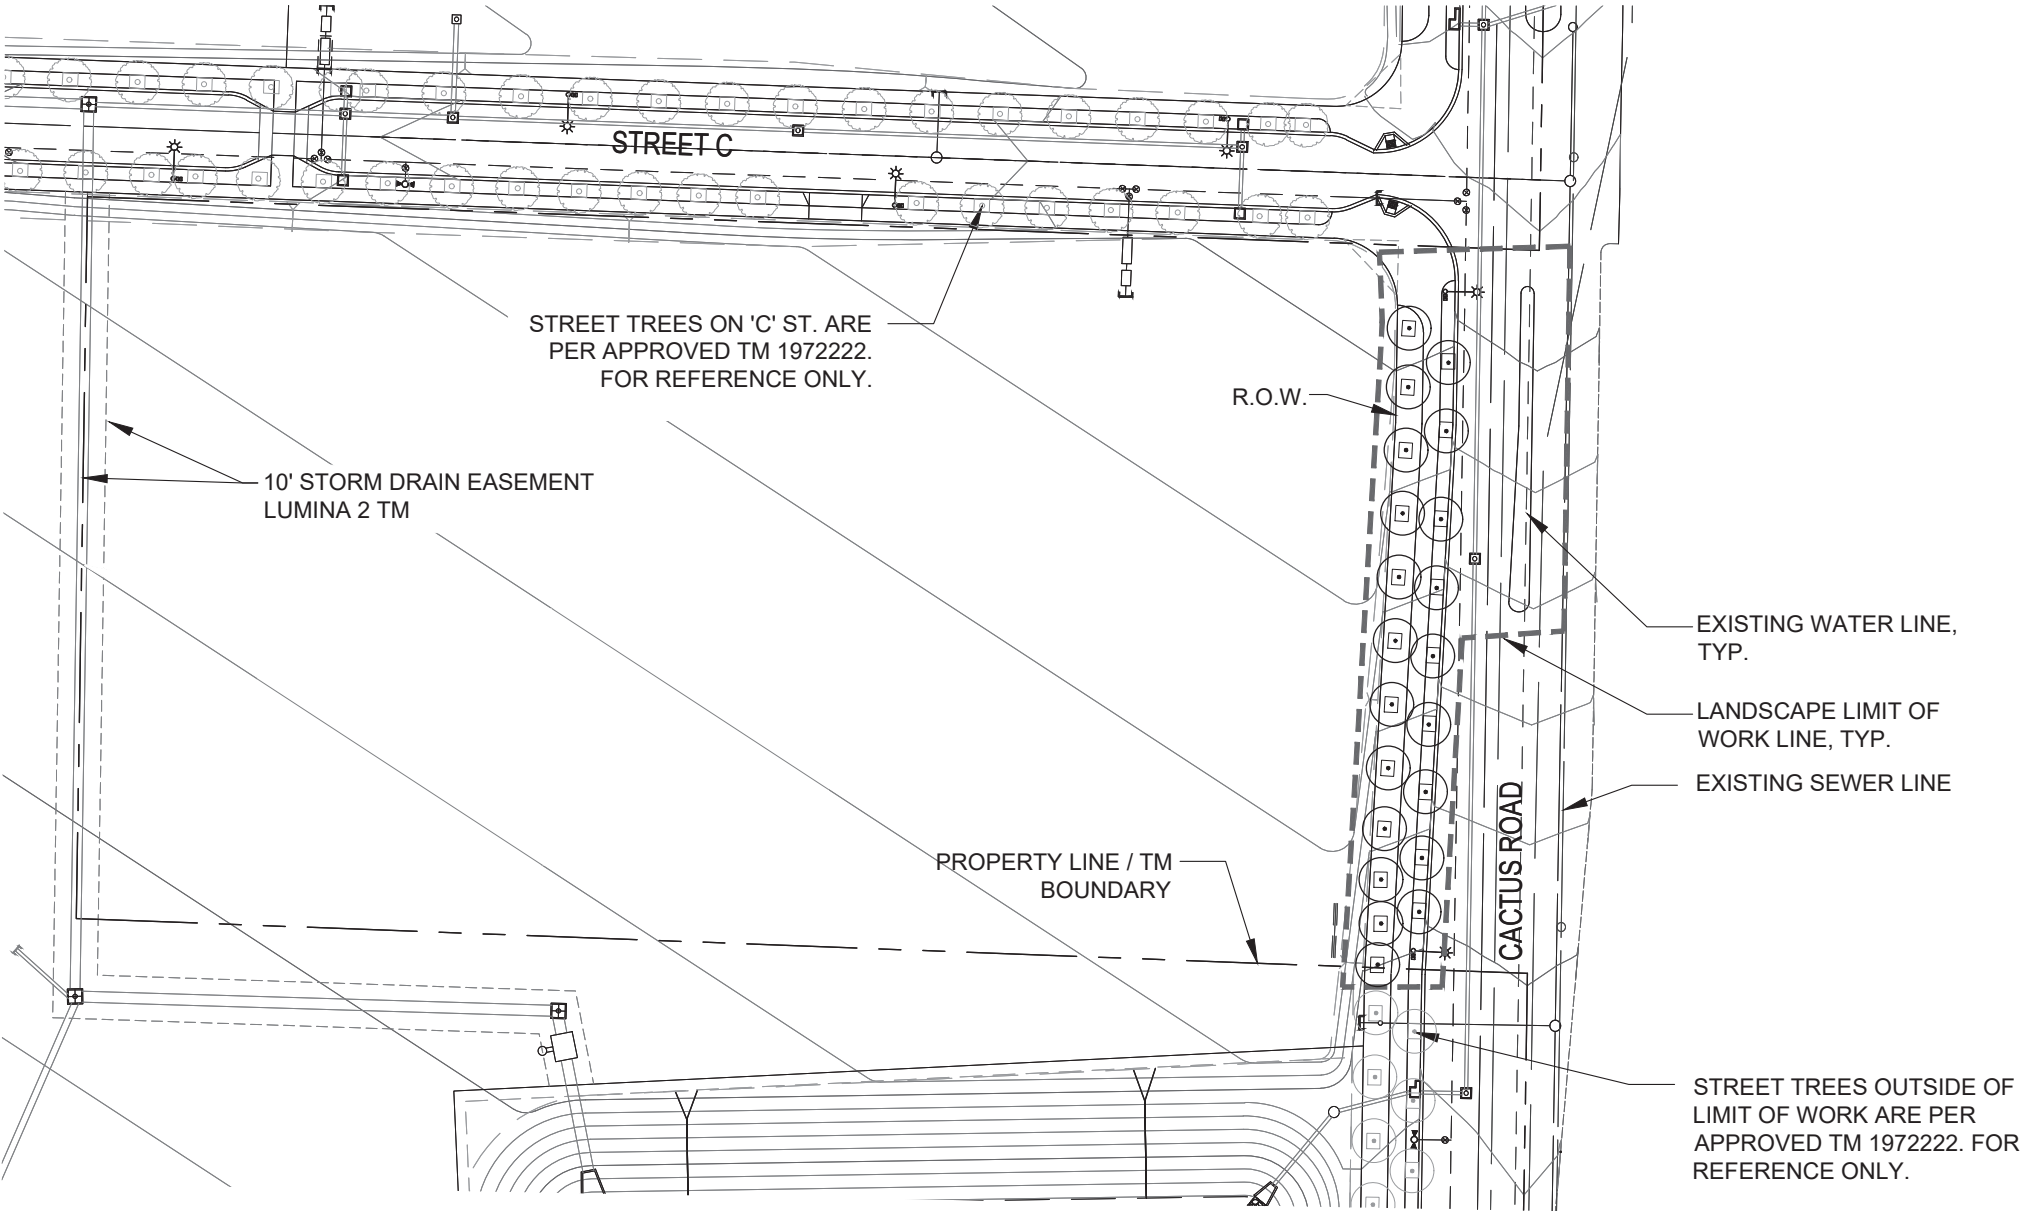 STREET C
STREET TREES ON 'C' ST. ARE
PER APPROVED TM 1972222.
FOR REFERENCE ONLY.
R.O.W.
10' STORM DRAIN EASEMENT
LUMINA 2 TM
EXISTING WATER LINE,
TYP.
LANDSCAPE LIMIT OF
WORK LINE, TYP.
EXISTING SEWER LINE
CACTUS ROAD
PROPERTY LINE / TM
BOUNDARY
STREET TREES OUTSIDE OF
LIMIT OF WORK ARE PER
APPROVED TM 1972222. FOR
REFERENCE ONLY.